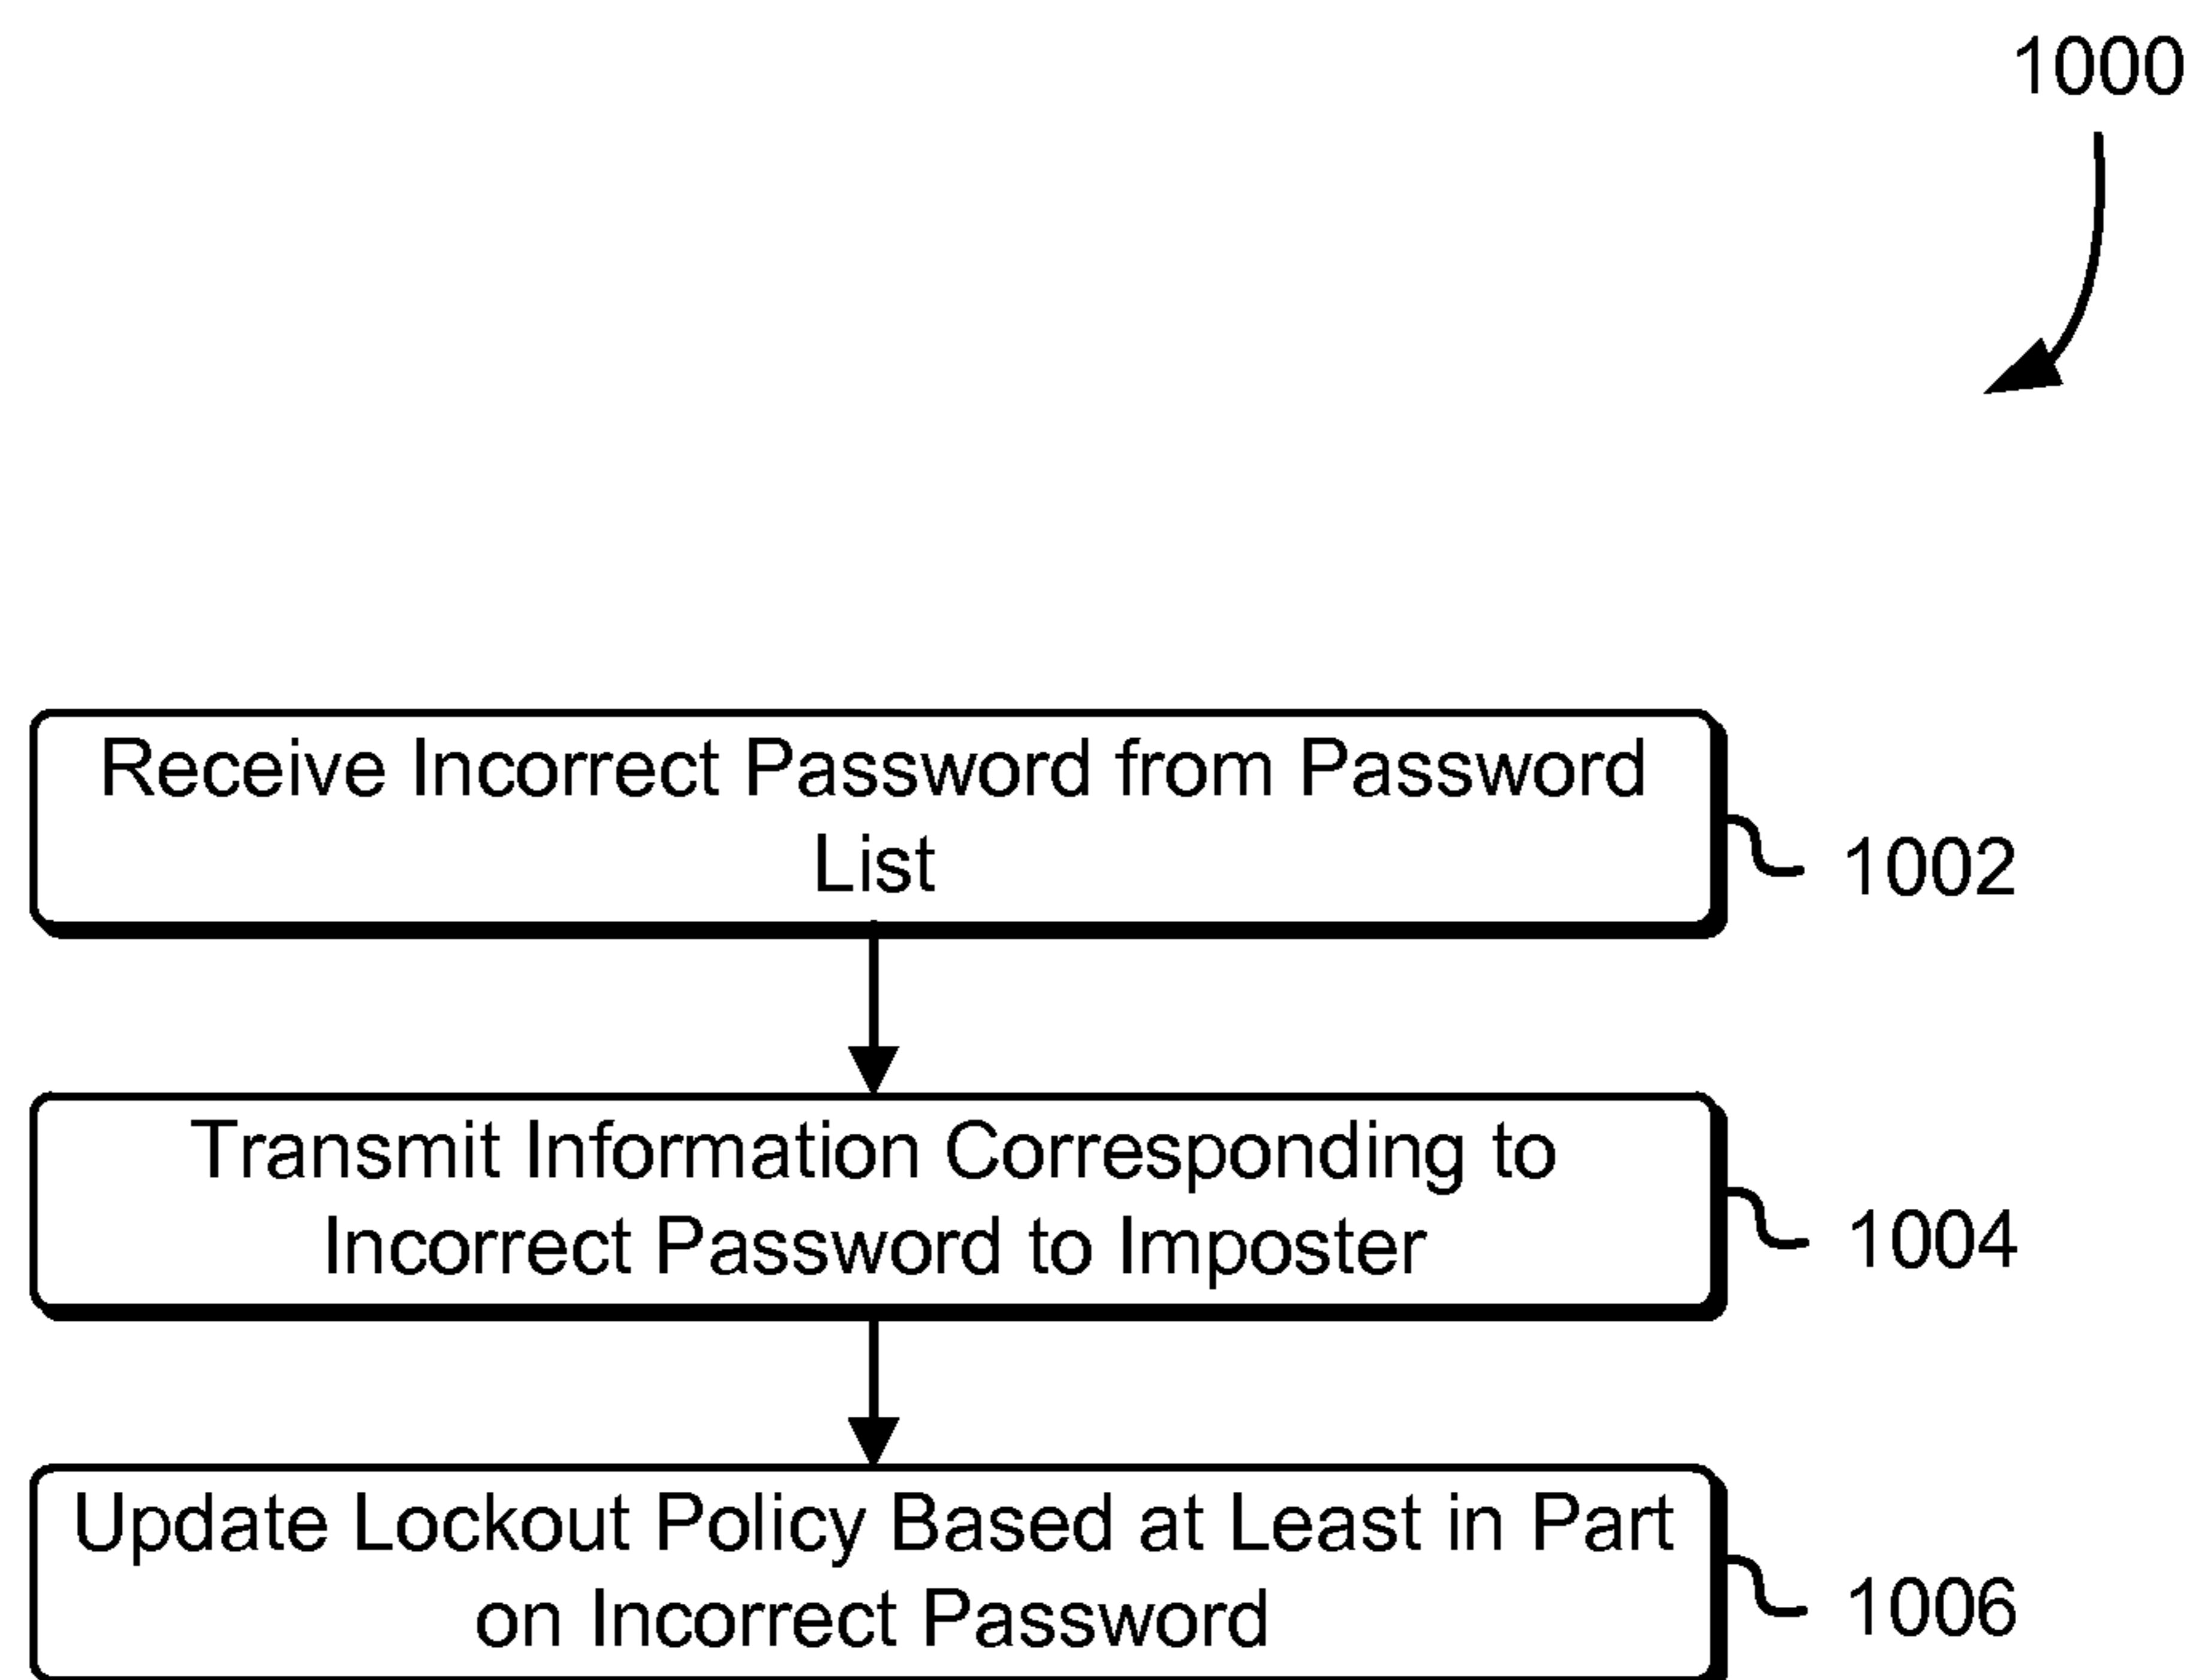 1000
Receive Incorrect Password from Password
List
1002
Transmit Information Corresponding to
Incorrect Password to Imposter
1004
Update Lockout Policy Based at Least in Part
on Incorrect Password
1006